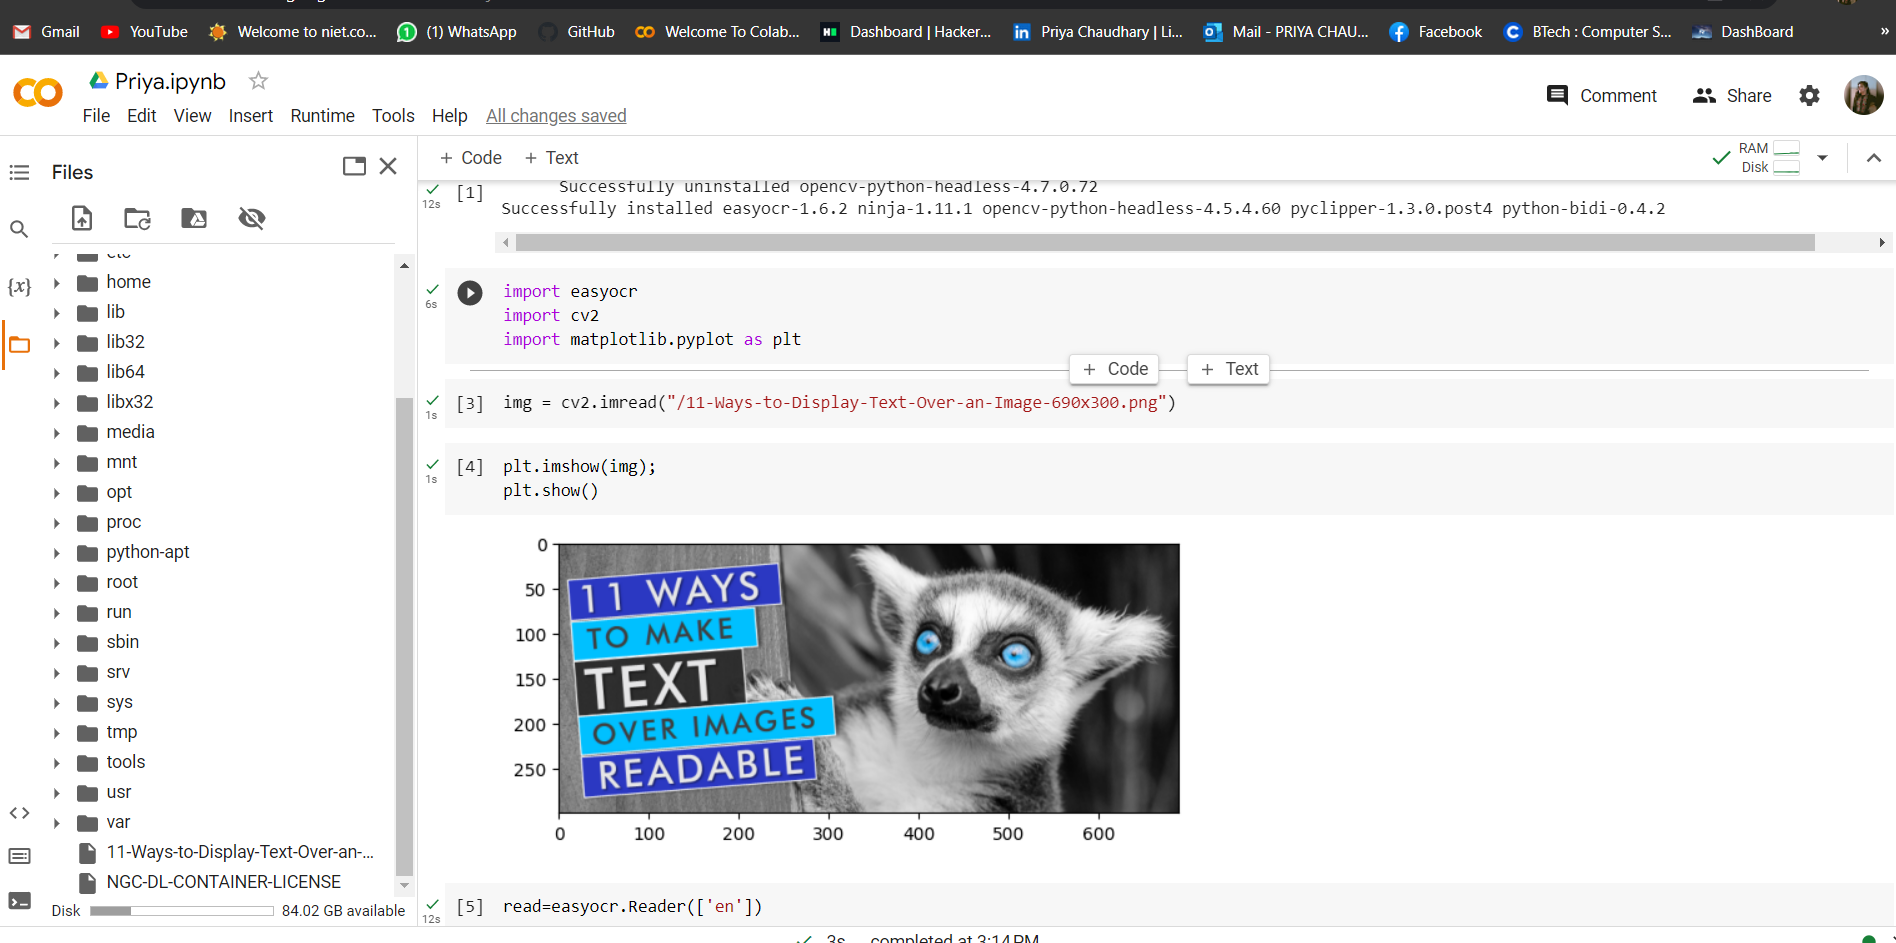 Gmail YouTube Welcome to niet.co... (1) WhatsApp GitHub Welcome To Colab... Dashboard | Hacker... Priya Chaudhary | Li... Mail - PRIYA CHAU... Facebook BTech : Computer S... DashBoard »
Priya.ipynb
Comment Share
File Edit View Insert Runtime Tools Help All changes saved
Files
+ Code + Text
RAM
Disk
{x}
etc
home
lib
lib32
lib64
libx32
media
mnt
opt
proc
python-apt
root
run
sbin
srv
sys
tmp
tools
usr
var
11-Ways-to-Display-Text-Over-an-...
NGC-DL-CONTAINER-LICENSE
Disk 84.02 GB available
12s [1] Successfully uninstalled opencv-python-headless-4.7.0.72
Successfully installed easyocr-1.6.2 ninja-1.11.1 opencv-python-headless-4.5.4.60 pyclipper-1.3.0.post4 python-bidi-0.4.2
6s import easyocr
import cv2
import matplotlib.pyplot as plt
+ Code + Text
1s [3] img = cv2.imread("/11-Ways-to-Display-Text-Over-an-Image-690x300.png")
1s [4] plt.imshow(img);
plt.show()
0
50
100
150
200
250
11 WAYS
TO MAKE
TEXT
OVER IMAGES
READABLE
0 100 200 300 400 500 600
12s [5] read=easyocr.Reader(['en'])
3s completed at 3:14 PM